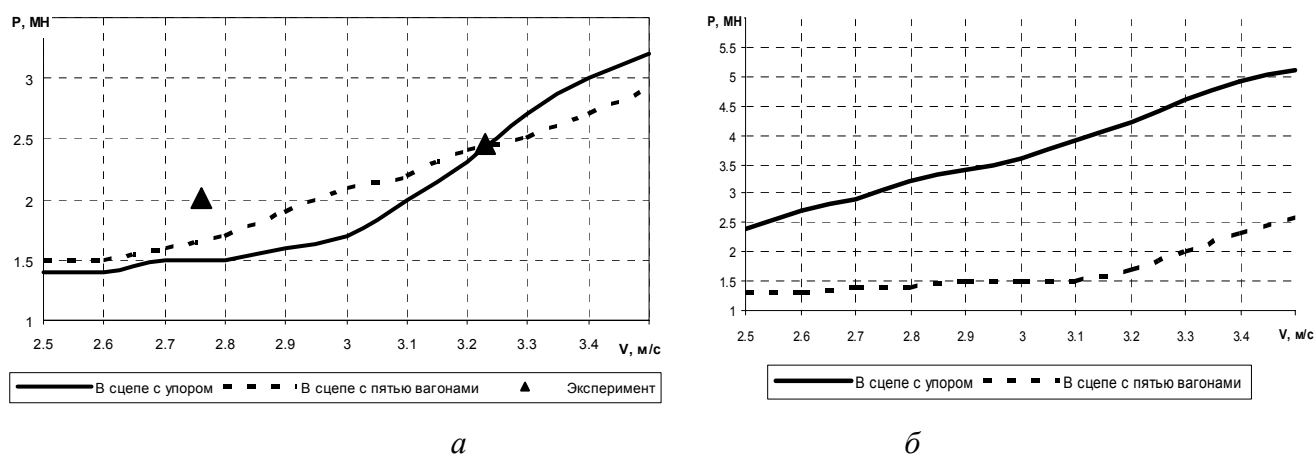 P, МН
3
2.5
2
1.5
1
2.5 2.6 2.7 2.8 2.9 3 3.1 3.2 3.3 3.4
V, м/с
В сцепе с упором В сцепе с пятью вагонами Эксперимент
а
P, МН
5.5
5
4.5
4
3.5
3
2.5
2
1.5
1
2.5 2.6 2.7 2.8 2.9 3 3.1 3.2 3.3 3.4
V, м/с
В сцепе с упором В сцепе с пятью вагонами
б